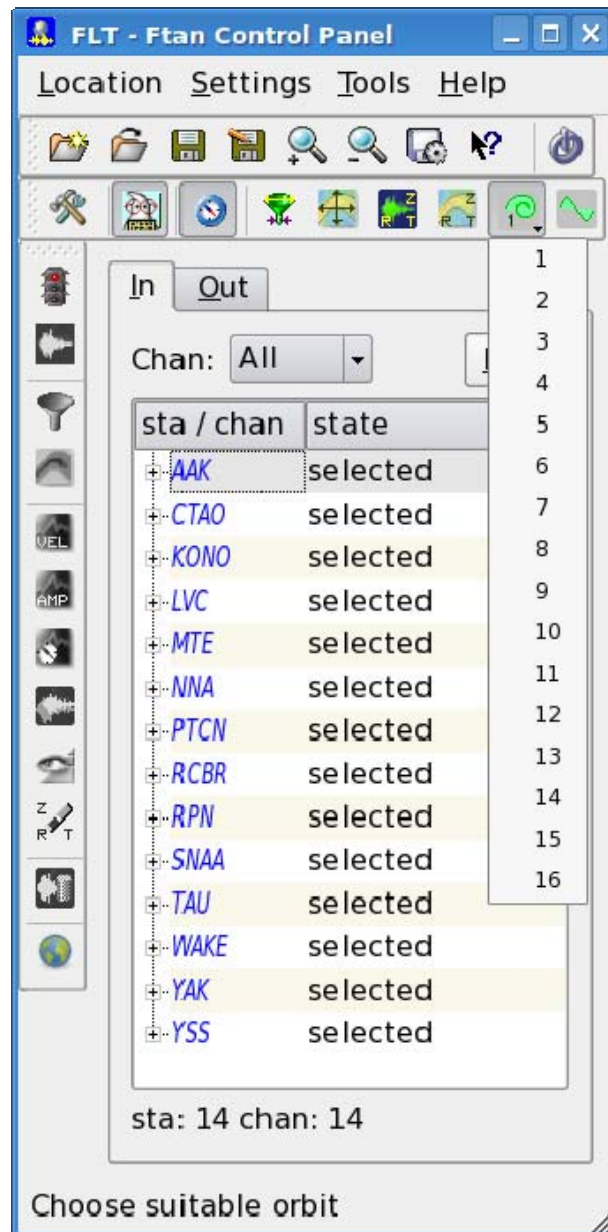 FLT - Ftan Control Panel
Location Settings Tools Help
Z
R T
Z
R T
1
In Out
Chan: All
sta / chan state
AAK selected
CTAO selected
KONO selected
LVC selected
MTE selected
NNA selected
PTCN selected
RCBR selected
RPN selected
SNAA selected
TAU selected
WAKE selected
YAK selected
YSS selected
1
2
3
4
5
6
7
8
9
10
11
12
13
14
15
16
VEL
AMP
Z
R T
sta: 14 chan: 14
Choose suitable orbit